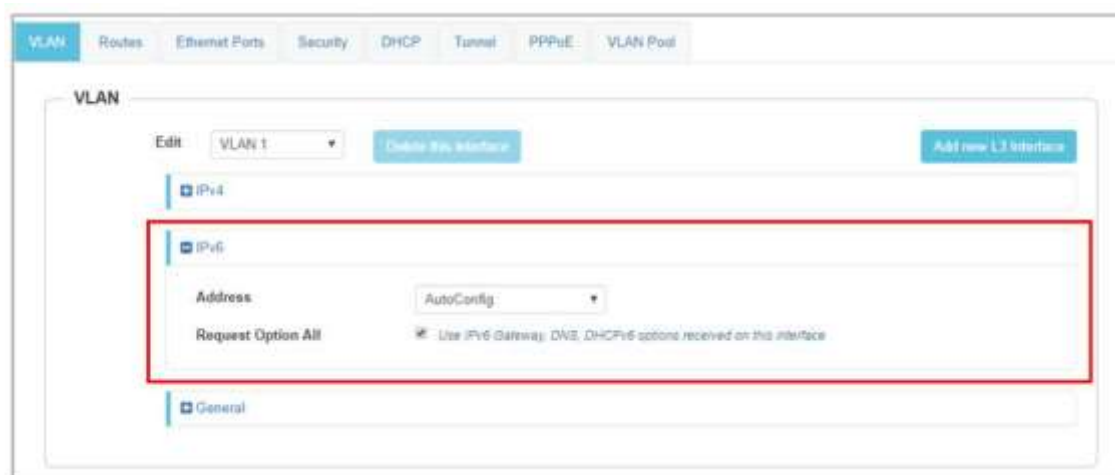 VLAN Routes Ethernet Ports Security DHCP Tunnel PPPoE VLAN Pool
VLAN
Edit VLAN 1 Delete this Interface Add new L3 Interface
IPv4
IPv6
Address AutoConfig
Request Option All Use IPv6 Gateway, DNS, DHCPv6 options received on this interface
General